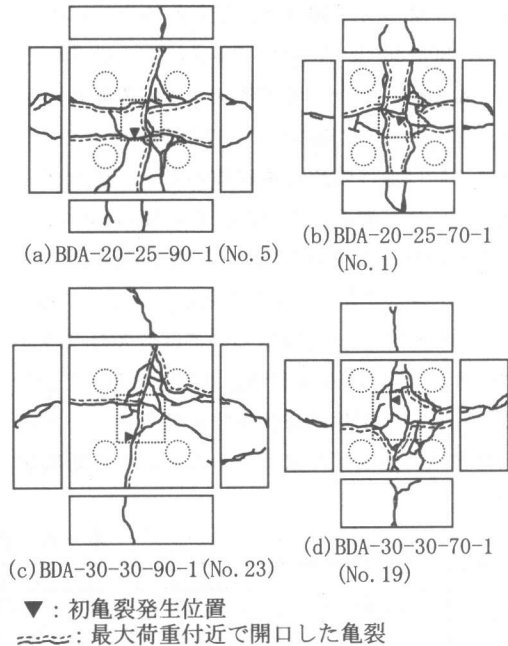 (a)BDA-20-25-90-1(No.5)
(b)BDA-20-25-70-1
(No.1)
(c)BDA-30-30-90-1(No.23)
(d)BDA-30-30-70-1
(No.19)
▼：初亀裂発生位置
：最大荷重付近で開口した亀裂